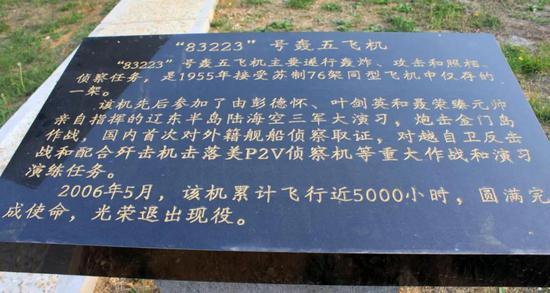 “83223”号轰五飞机
“83223”号轰五飞机主要遂行轰炸、攻击和照相、
侦察任务，是1955年接受苏制76架同型飞机中仅存的
一架。
该机先后参加了由彭德怀、叶剑英和聂荣臻元帅
亲自指挥的辽东半岛陆海空三军大演习，炮击金门岛
作战，国内首次对外籍舰船侦察取证，对越自卫反击
战和配合歼击机击落美P2V侦察机等重大作战和演习
演练任务。
2006年5月，该机累计飞行近5000小时，圆满完
成使命，光荣退出现役。